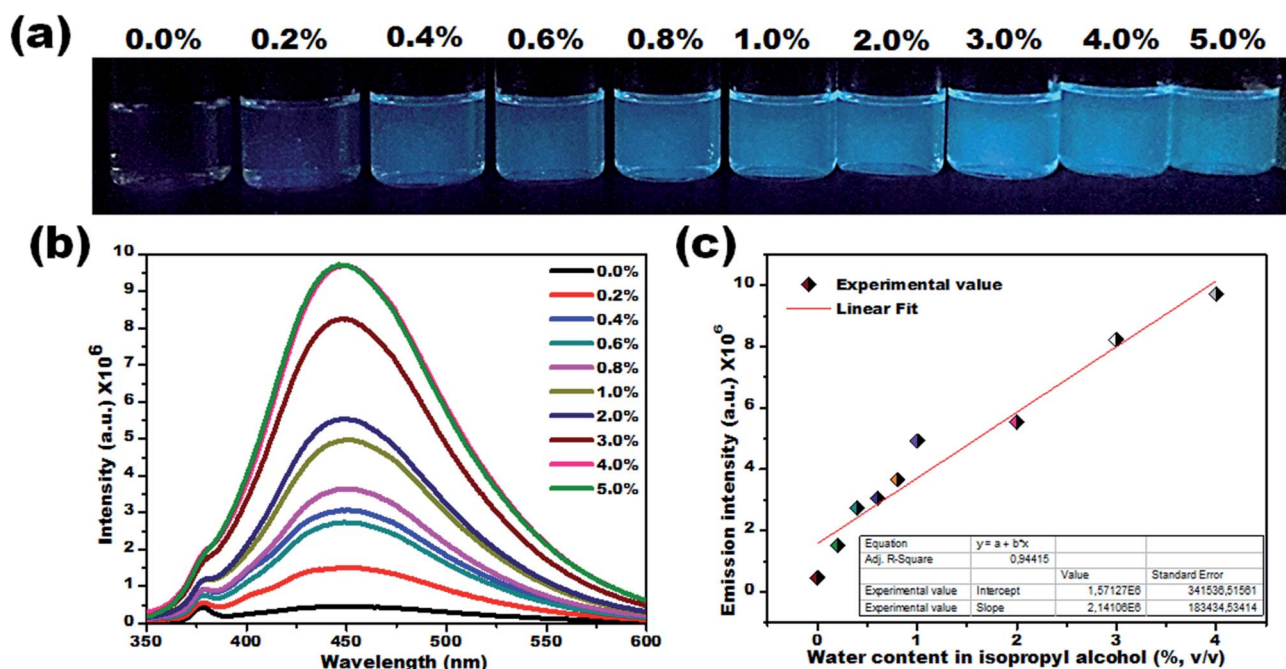 (a)
0.0% 0.2% 0.4% 0.6% 0.8% 1.0% 2.0% 3.0% 4.0% 5.0%
(b)
Intensity (a.u.) X10^6
10
9
8
7
6
5
4
3
2
1
0
350 400 450 500 550 600
Wavelength (nm)
0.0%
0.2%
0.4%
0.6%
0.8%
1.0%
2.0%
3.0%
4.0%
5.0%
(c)
Emission intensity (a.u.) X10^6
10
8
6
4
2
0
Experimental value
Linear Fit
Equation y = a + b*x
Adj. R-Square 0,94415
Value Standard Error
Experimental value Intercept 1,57127E6 341536,51561
Experimental value Slope 2,14106E6 183434,53414
0 1 2 3 4
Water content in isopropyl alcohol (%, v/v)